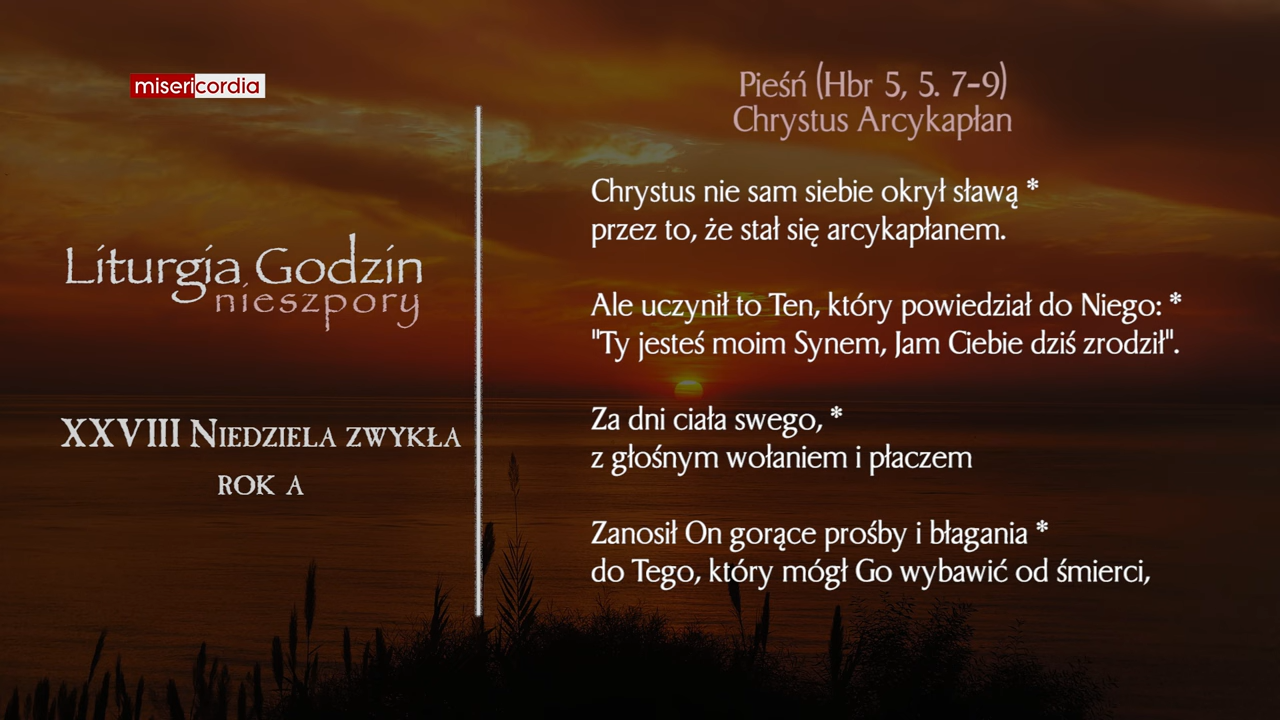 misericordia
Liturgia Godzin
nieszpory
XXVIII Niedziela zwykła
rok a
Pieśń (Hbr 5, 5. 7-9)
Chrystus Arcykapłan
Chrystus nie sam siebie okrył sławą *
przez to, że stał się arcykapłanem.
Ale uczynił to Ten, który powiedział do Niego: *
"Ty jesteś moim Synem, Jam Ciebie dziś zrodził".
Za dni ciała swego, *
z głośnym wołaniem i płaczem
Zanosił On gorące prośby i błagania *
do Tego, który mógł Go wybawić od śmierci,